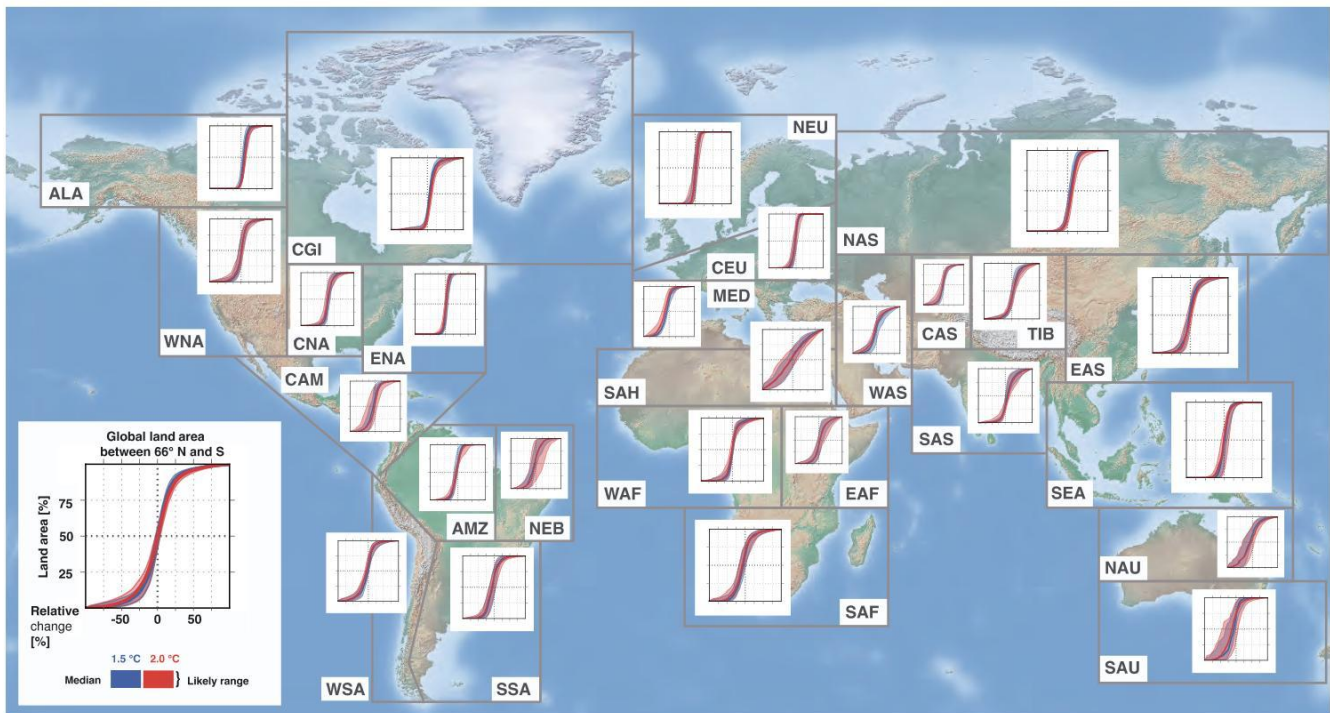 NEU
ALA
CGI
NAS
CEU
MED
WNA
CNA
ENA
CAS
TIB
CAM
SAH
WAS
EAS
SAS
Global land area
between 66° N and S
Land area [%]
75
50
25
Relative
change
[%]
-50
0
50
1.5 °C
2.0 °C
Median
Likely range
WAF
EAF
SEA
AMZ
NEB
NAU
SAF
WSA
SSA
SAU